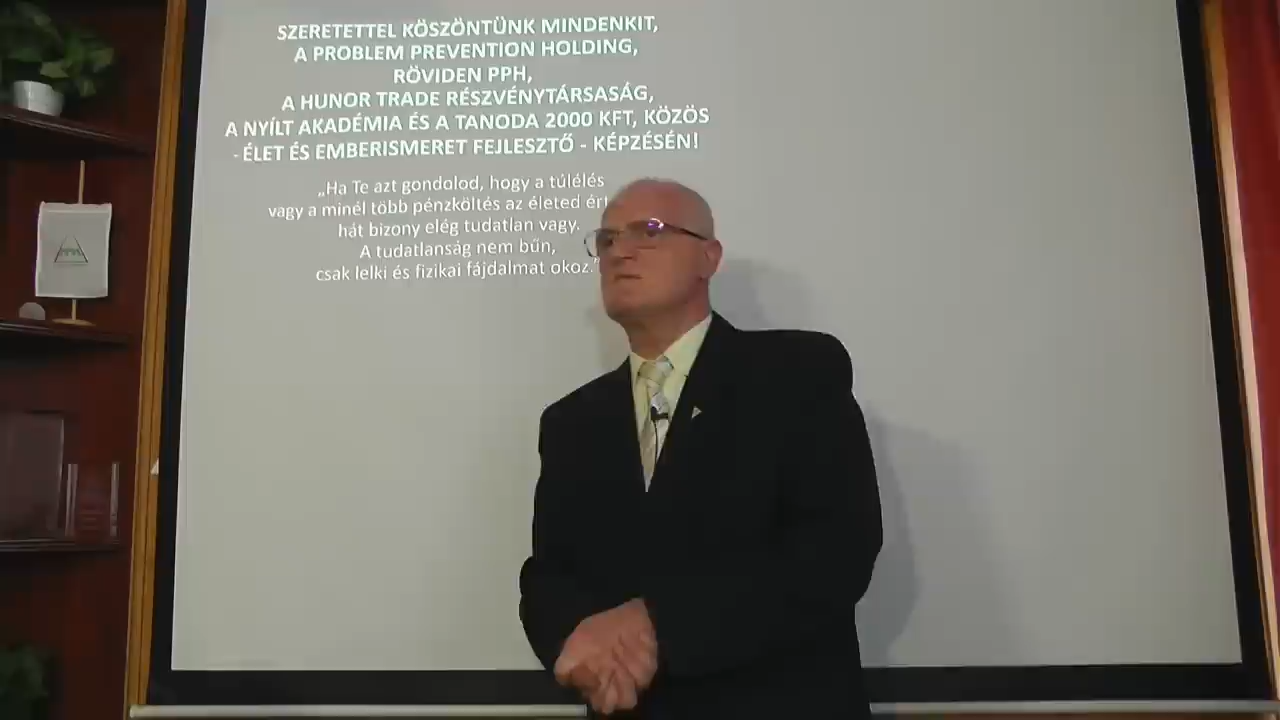 SZERETETTEL KÖSZÖNTÜNK MINDENKIT,
A PROBLEM PREVENTION HOLDING,
RÖVIDEN PPH,
A HUNOR TRADE RÉSZVÉNYTÁRSASÁG,
A NYÍLT AKADÉMIA ÉS A TANODA 2000 KFT, KÖZÖS
- ÉLET ÉS EMBERISMERET FEJLESZTŐ - KÉPZÉSÉN!
„Ha Te azt gondolod, hogy a túlélés
vagy a minél több pénzköltés az életed
hát bizony elég tudatlan vagy.
A tudatlanság nem bűn,
csak lelki és fizikai fájdalmat okoz.”